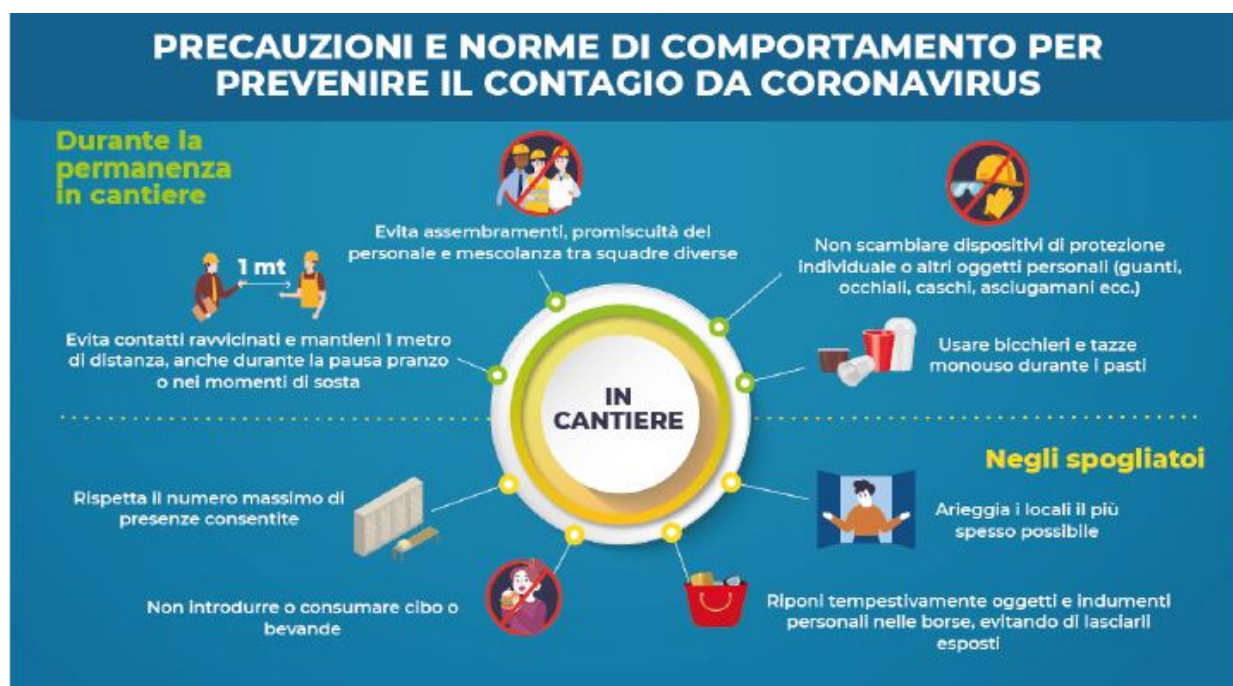 PRECAUZIONI E NORME DI COMPORTAMENTO PER
PREVENIRE IL CONTAGIO DA CORONAVIRUS
Durante la
permanenza
in cantiere
Evita assembramenti, promiscuità del
personale e mescolanza tra squadre diverse
Non scambiare dispositivi di protezione
individuale o altri oggetti personali (guanti,
occhiali, caschi, asciugamani ecc.)
1 mt
Evita contatti ravvicinati e mantieni 1 metro
di distanza, anche durante la pausa pranzo
o nei momenti di sosta
Usare bicchieri e tazze
monouso durante i pasti
IN
CANTIERE
Negli spogliatoi
Rispetta il numero massimo di
presenze consentite
Arieggia i locali il più
spesso possibile
Non introdurre o consumare cibo o
bevande
Riponi tempestivamente oggetti e indumenti
personali nelle borse, evitando di lasciarli
esposti